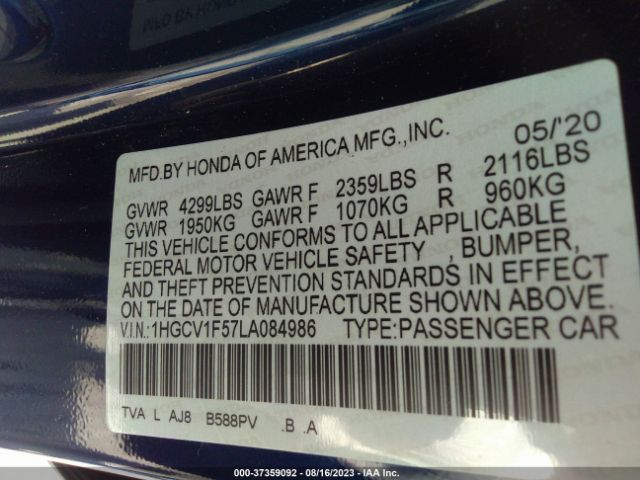 MFD.BY HONDA OF AMERICA MFG.,INC. 05/'20
GVWR 4299LBS GAWR F 2359LBS R 2116LBS
GVWR 1950KG GAWR F 1070KG R 960KG
THIS VEHICLE CONFORMS TO ALL APPLICABLE
FEDERAL MOTOR VEHICLE SAFETY , BUMPER,
AND THEFT PREVENTION STANDARDS IN EFFECT
ON THE DATE OF MANUFACTURE SHOWN ABOVE.
V.I.N.:1HGCV1F57LA084986 TYPE:PASSENGER CAR
TVA L AJ8 B588PV .B .A
000-37359092 - 08/16/2023 - IAA Inc.